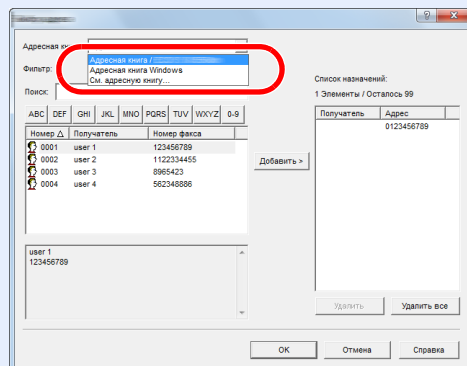 Адресная кн
Адресная книга /
Адресная книга Windows
См. адресную книгу...
Фильтр:
Поиск:
Список назначений:
1 Элементы / Осталось 99
ABC DEF GHI JKL MNO PQRS TUV WXYZ 0-9
Номер Получатель Номер факса
0001 user 1 123456789
0002 user 2 1122334455
0003 user 3 8965423
0004 user 4 562348886
Добавить >
Получатель Адрес
0123456789
user 1
123456789
Удалить Удалить все
OK Отмена Справка